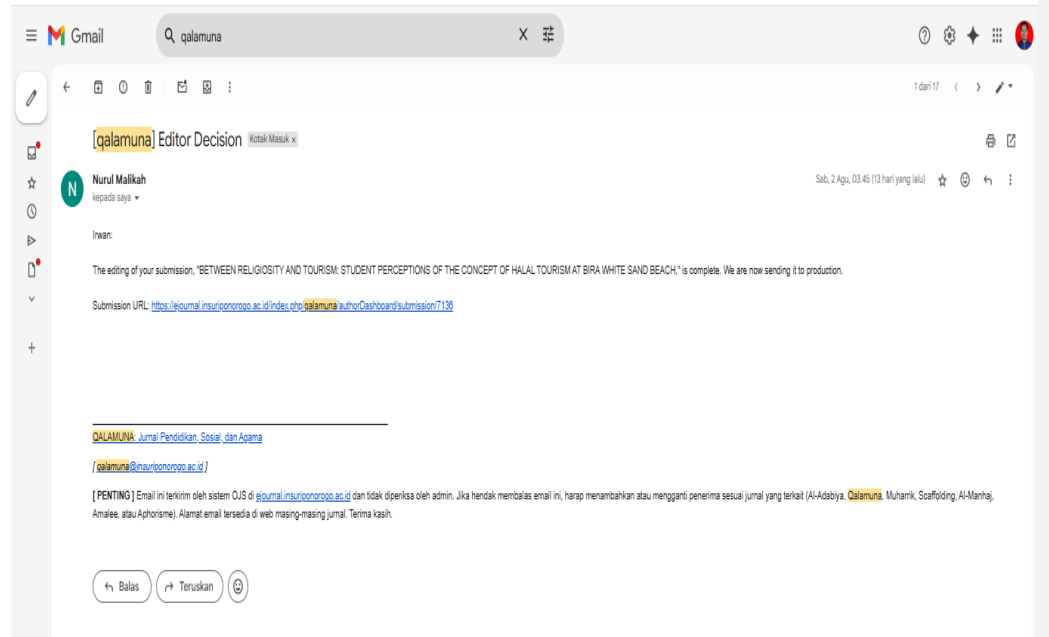 Gmail
qalamuna
1 dari 17
[qalamuna] Editor Decision Kotak Masuk x
N
Nurul Malikah
Sab, 2 Agu, 03.45 (13 hari yang lalu)
kepada saya
Irwan:
The editing of your submission, "BETWEEN RELIGIOSITY AND TOURISM: STUDENT PERCEPTIONS OF THE CONCEPT OF HALAL TOURISM AT BIRA WHITE SAND BEACH," is complete. We are now sending it to production.
Submission URL: https://ejournal.insuriponorogo.ac.id/index.php/qalamuna/authorDashboard/submission/7136
QALAMUNA: Jurnal Pendidikan, Sosial, dan Agama
[ qalamuna@insuriponorogo.ac.id ]
[ PENTING ] Email ini terkirim oleh sistem OJS di ejournal.insuriponorogo.ac.id dan tidak diperiksa oleh admin. Jika hendak membalas email ini, harap menambahkan atau mengganti penerima sesuai jurnal yang terkait (Al-Adabiya, Qalamuna, Muharrik, Scaffolding, Al-Manhaj,
Amalee, atau Aphorisme). Alamat email tersedia di web masing-masing jurnal. Terima kasih.
Balas
Teruskan